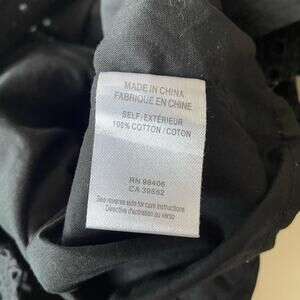 MADE IN CHINA
FABRIQUE EN CHINE
SELF/EXTÉRIEUR
100% COTTON / COTON
RN 98406
CA 39862
See reverse side for care instructions
Directive d'entretien au verso